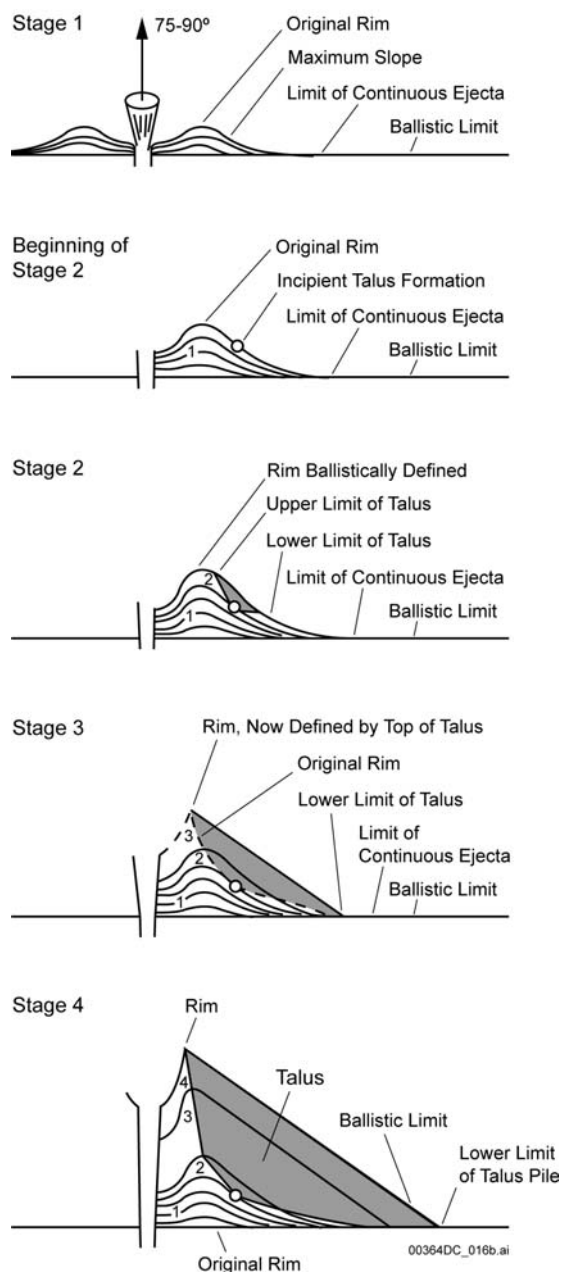 Stage 1
75-90º
Original Rim
Maximum Slope
Limit of Continuous Ejecta
Ballistic Limit
Beginning of
Stage 2
Original Rim
Incipient Talus Formation
Limit of Continuous Ejecta
Ballistic Limit
1
Stage 2
Rim Ballistically Defined
Upper Limit of Talus
Lower Limit of Talus
Limit of Continuous Ejecta
Ballistic Limit
2
1
Stage 3
Rim, Now Defined by Top of Talus
Original Rim
Lower Limit of Talus
Limit of
Continuous Ejecta
Ballistic Limit
3
2
1
Stage 4
Rim
Talus
Ballistic Limit
Lower Limit
of Talus Pile
4
3
2
1
Original Rim
00364DC_016b.ai